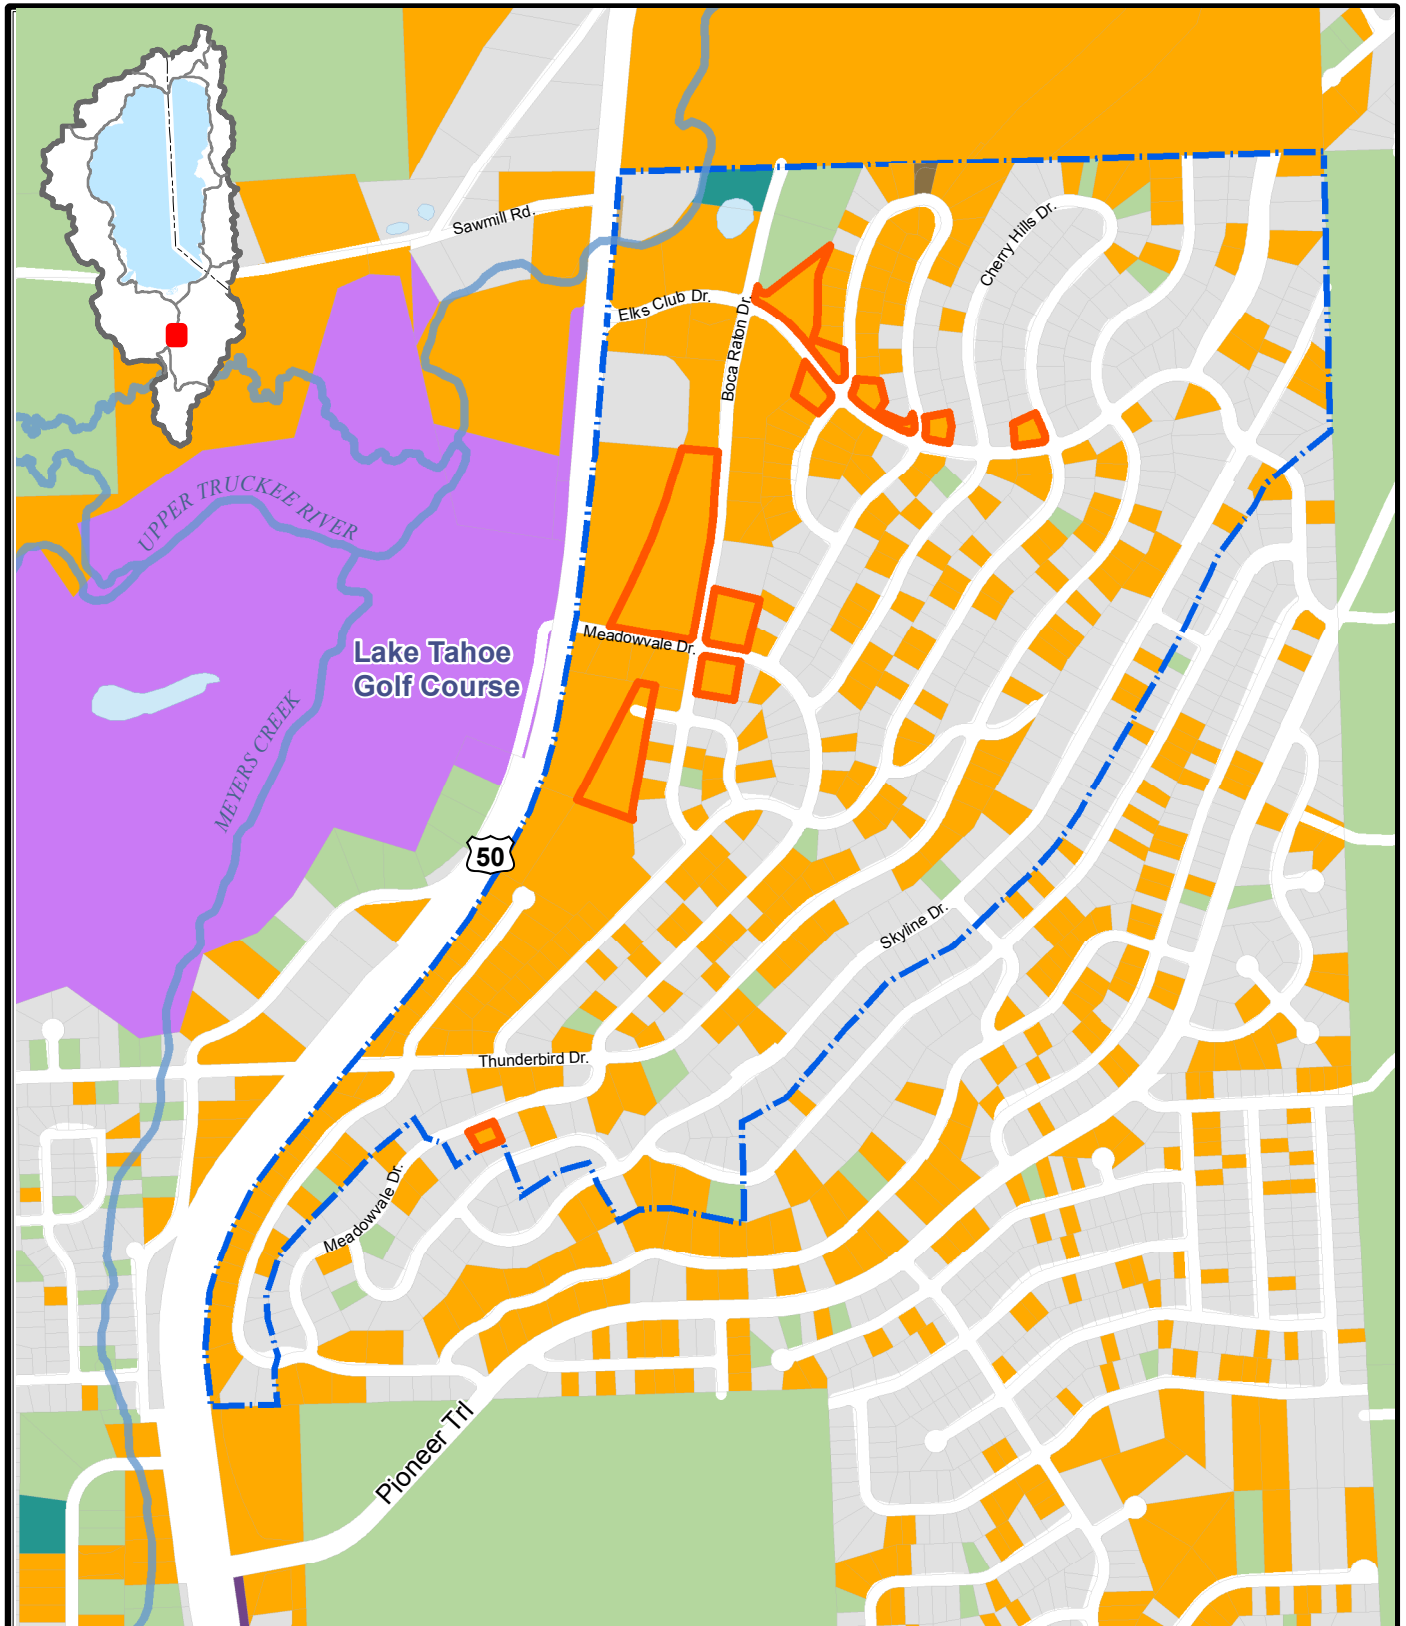 Sawmill Rd.
Cherry Hills Dr.
Elks Club Dr.
Boca Raton Dr.
UPPER TRUCKEE RIVER
Meadowvale Dr.
Lake Tahoe
Golf Course
MEYERS CREEK
50
Skyline Dr.
Thunderbird Dr.
Meadowvale Dr.
Pioneer Trl